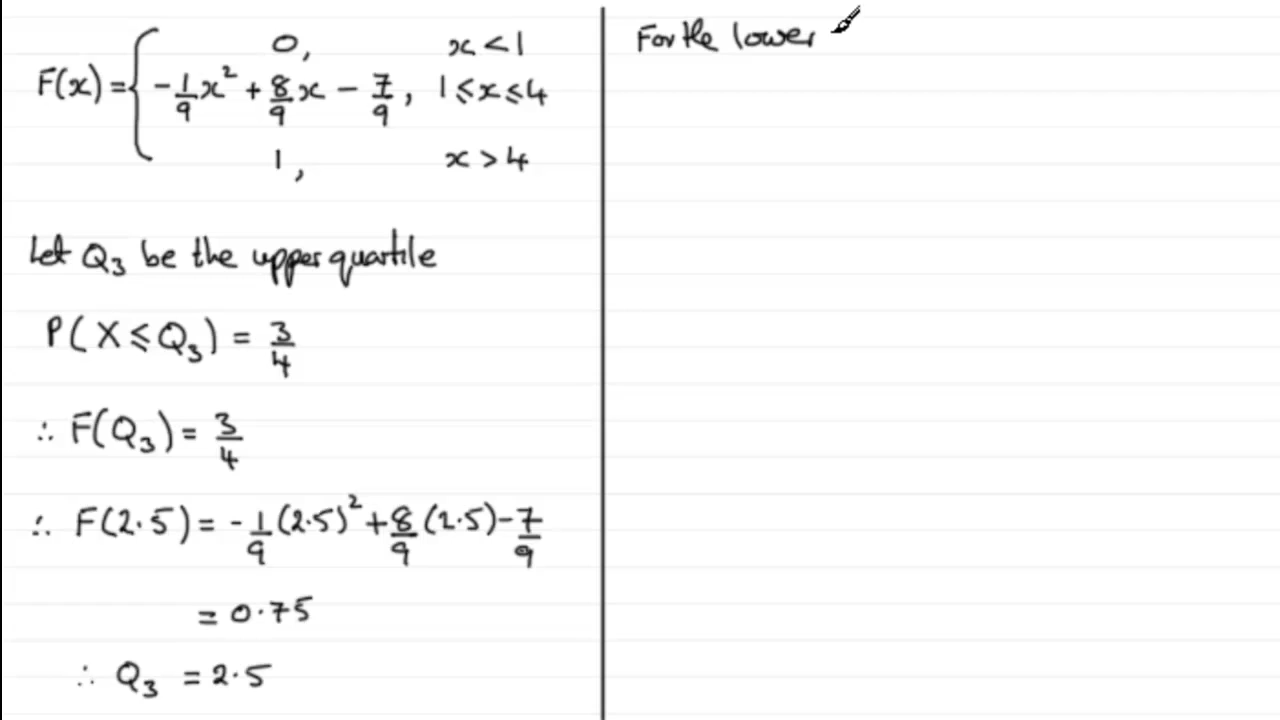 F(x) = { 0, x < 1
-1/9 x² + 8/9 x - 7/9, 1 ≤ x ≤ 4
1, x > 4
Let Q₃ be the upper quartile
P(X ≤ Q₃) = 3/4
∴ F(Q₃) = 3/4
∴ F(2·5) = -1/9 (2·5)² + 8/9 (2·5) - 7/9
= 0·75
∴ Q₃ = 2·5
For the lower